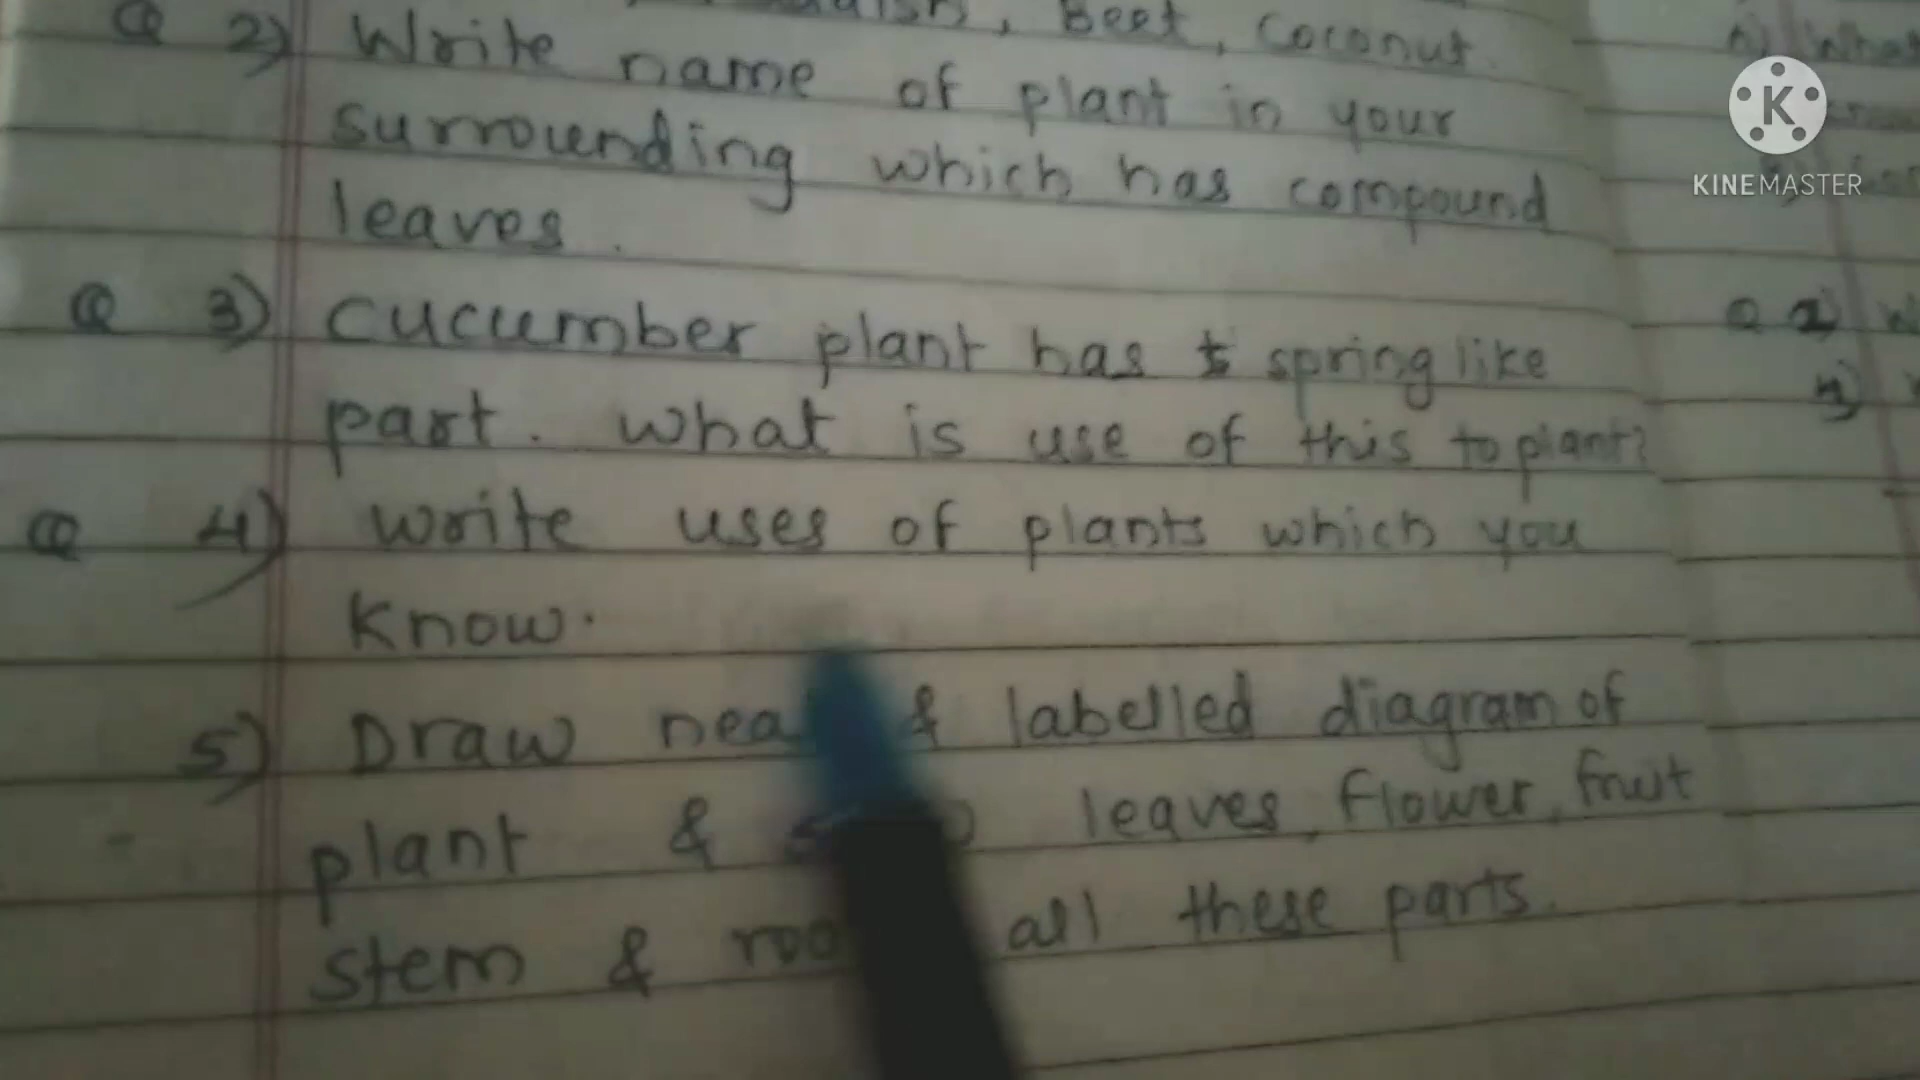 Beet, Coconut.
Q 2) Write name of plant in your
surrounding which has compound
leaves.
Q 3) Cucumber plant has spring like
part. What is use of this to plant?
Q 4) Write uses of plants which you
know.
5) Draw & labelled diagram of
plant & leaves, flower, fruit
stem & all these parts.
K
KINEMASTER